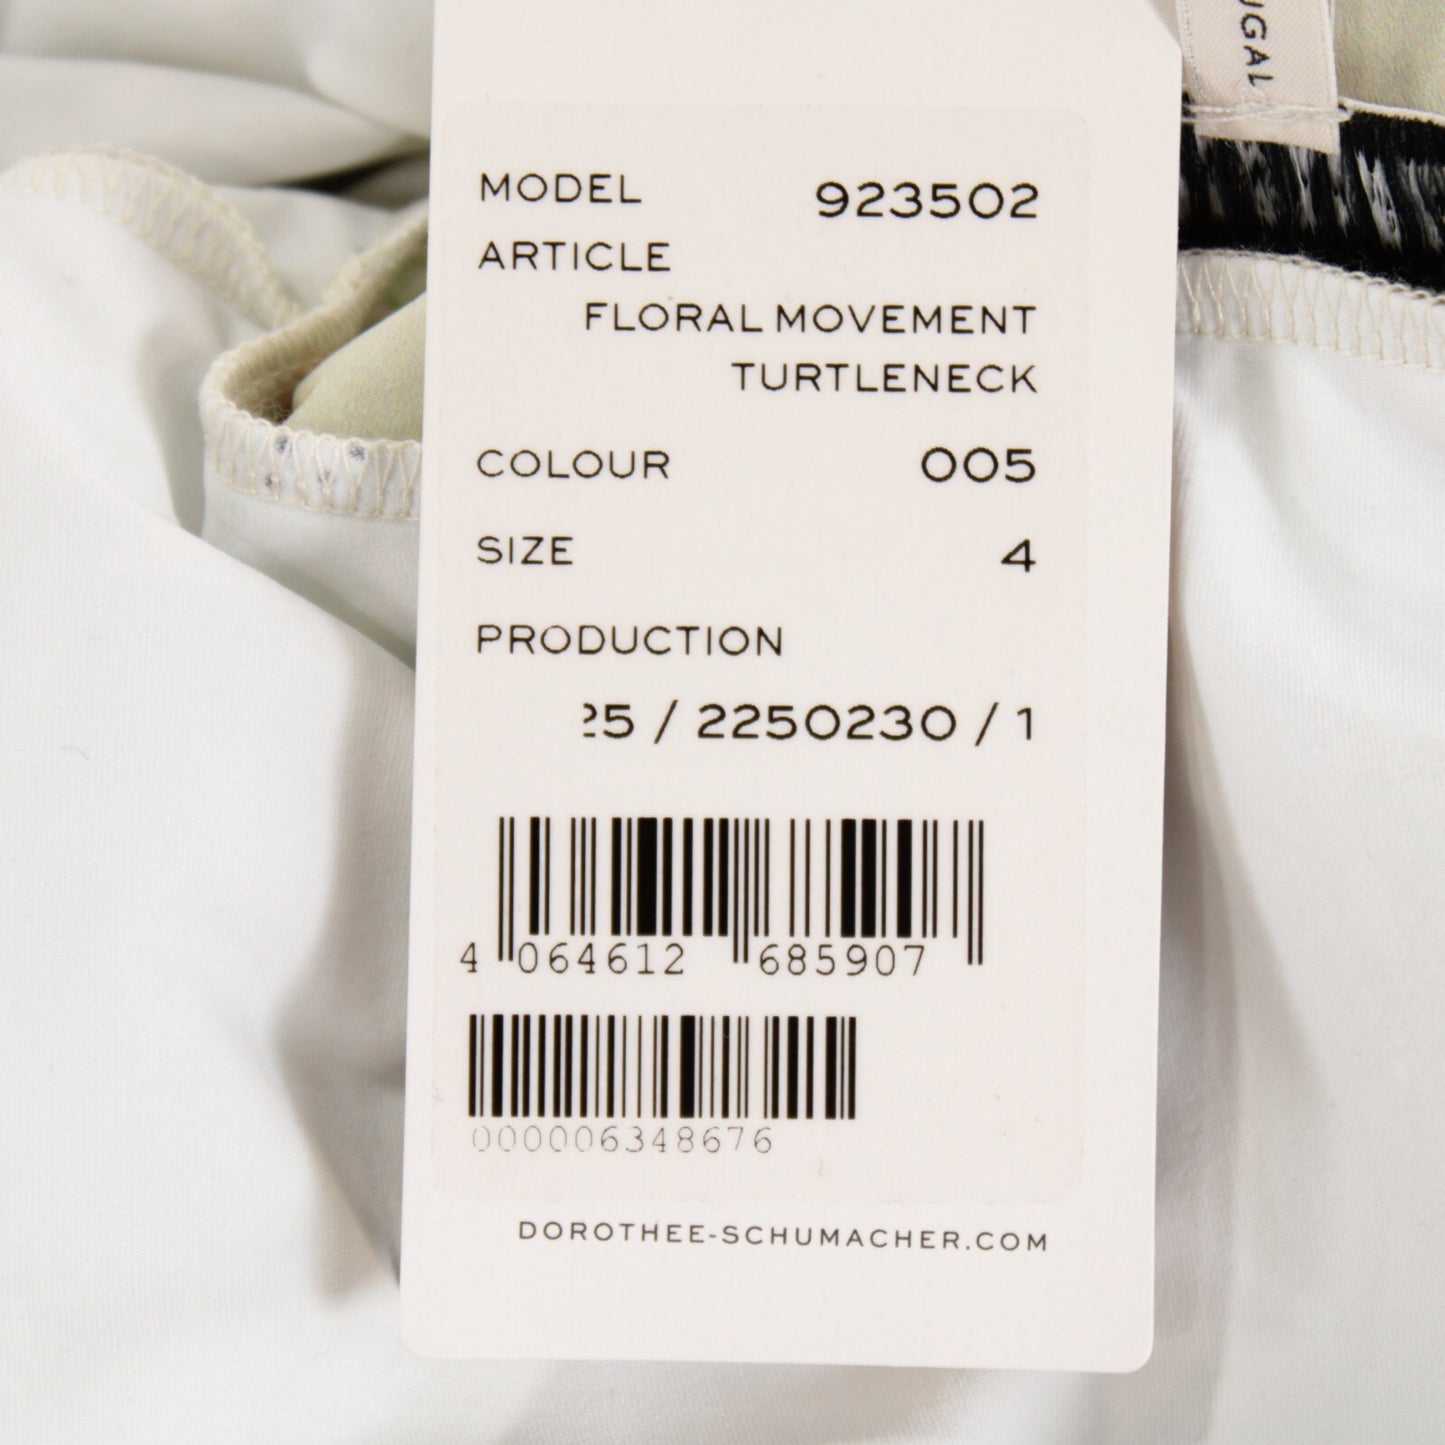 MODEL 923502
ARTICLE
FLORAL MOVEMENT
TURTLENECK
COLOUR 005
SIZE 4
PRODUCTION
25 / 2250230 / 1
4 064612 685907
000006348676
DOROTHEE-SCHUMACHER.COM